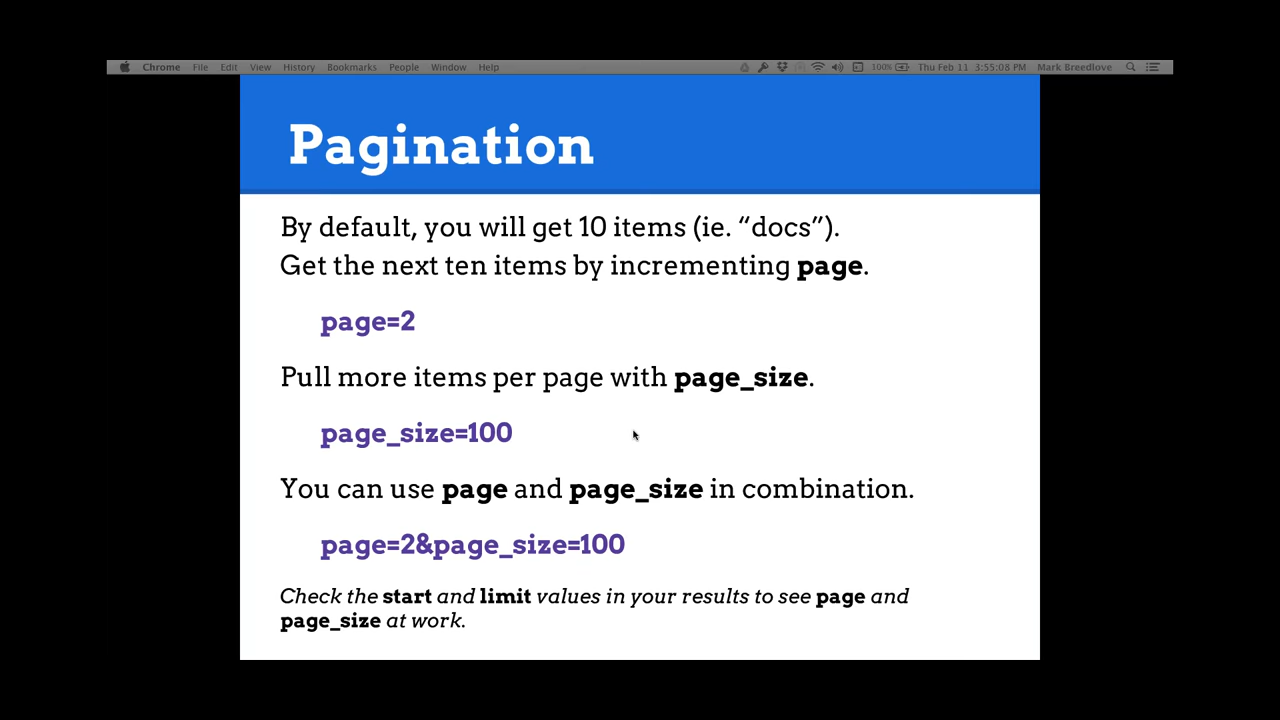 Chrome File Edit View History Bookmarks People Window Help 100% Thu Feb 11 3:55:08 PM Mark Breedlove
Pagination
By default, you will get 10 items (ie. “docs”).
Get the next ten items by incrementing page.
page=2
Pull more items per page with page_size.
page_size=100
You can use page and page_size in combination.
page=2&page_size=100
Check the start and limit values in your results to see page and
page_size at work.